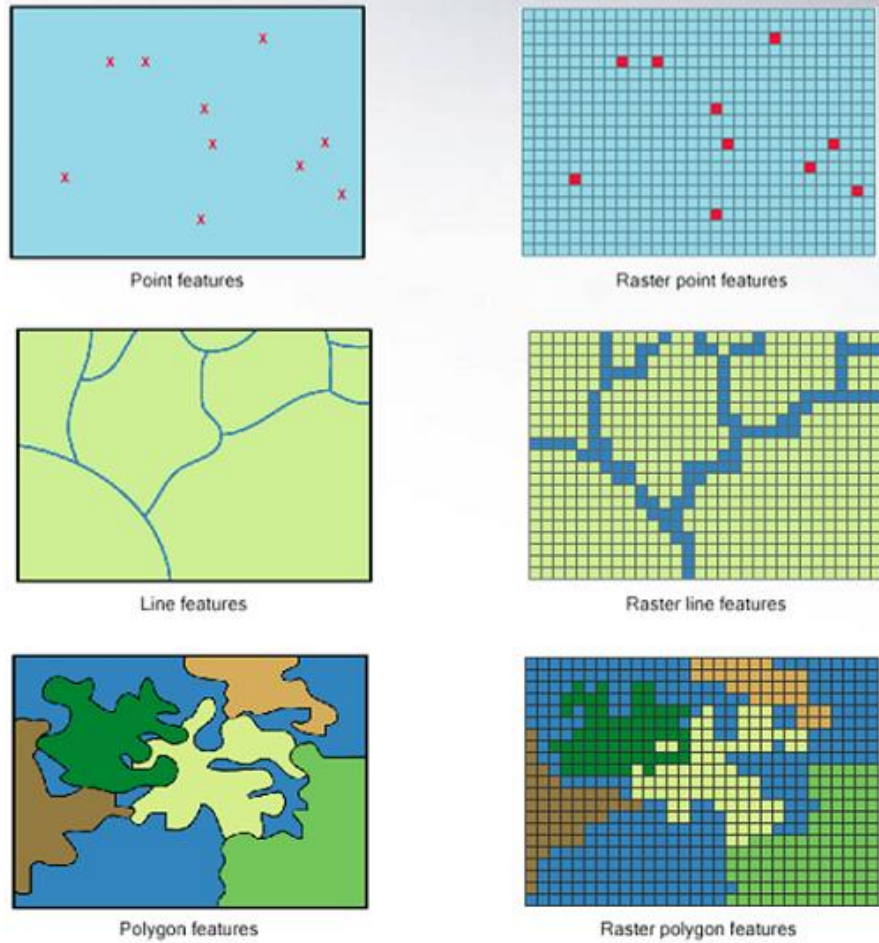 Point features
Raster point features
Line features
Raster line features
Polygon features
Raster polygon features